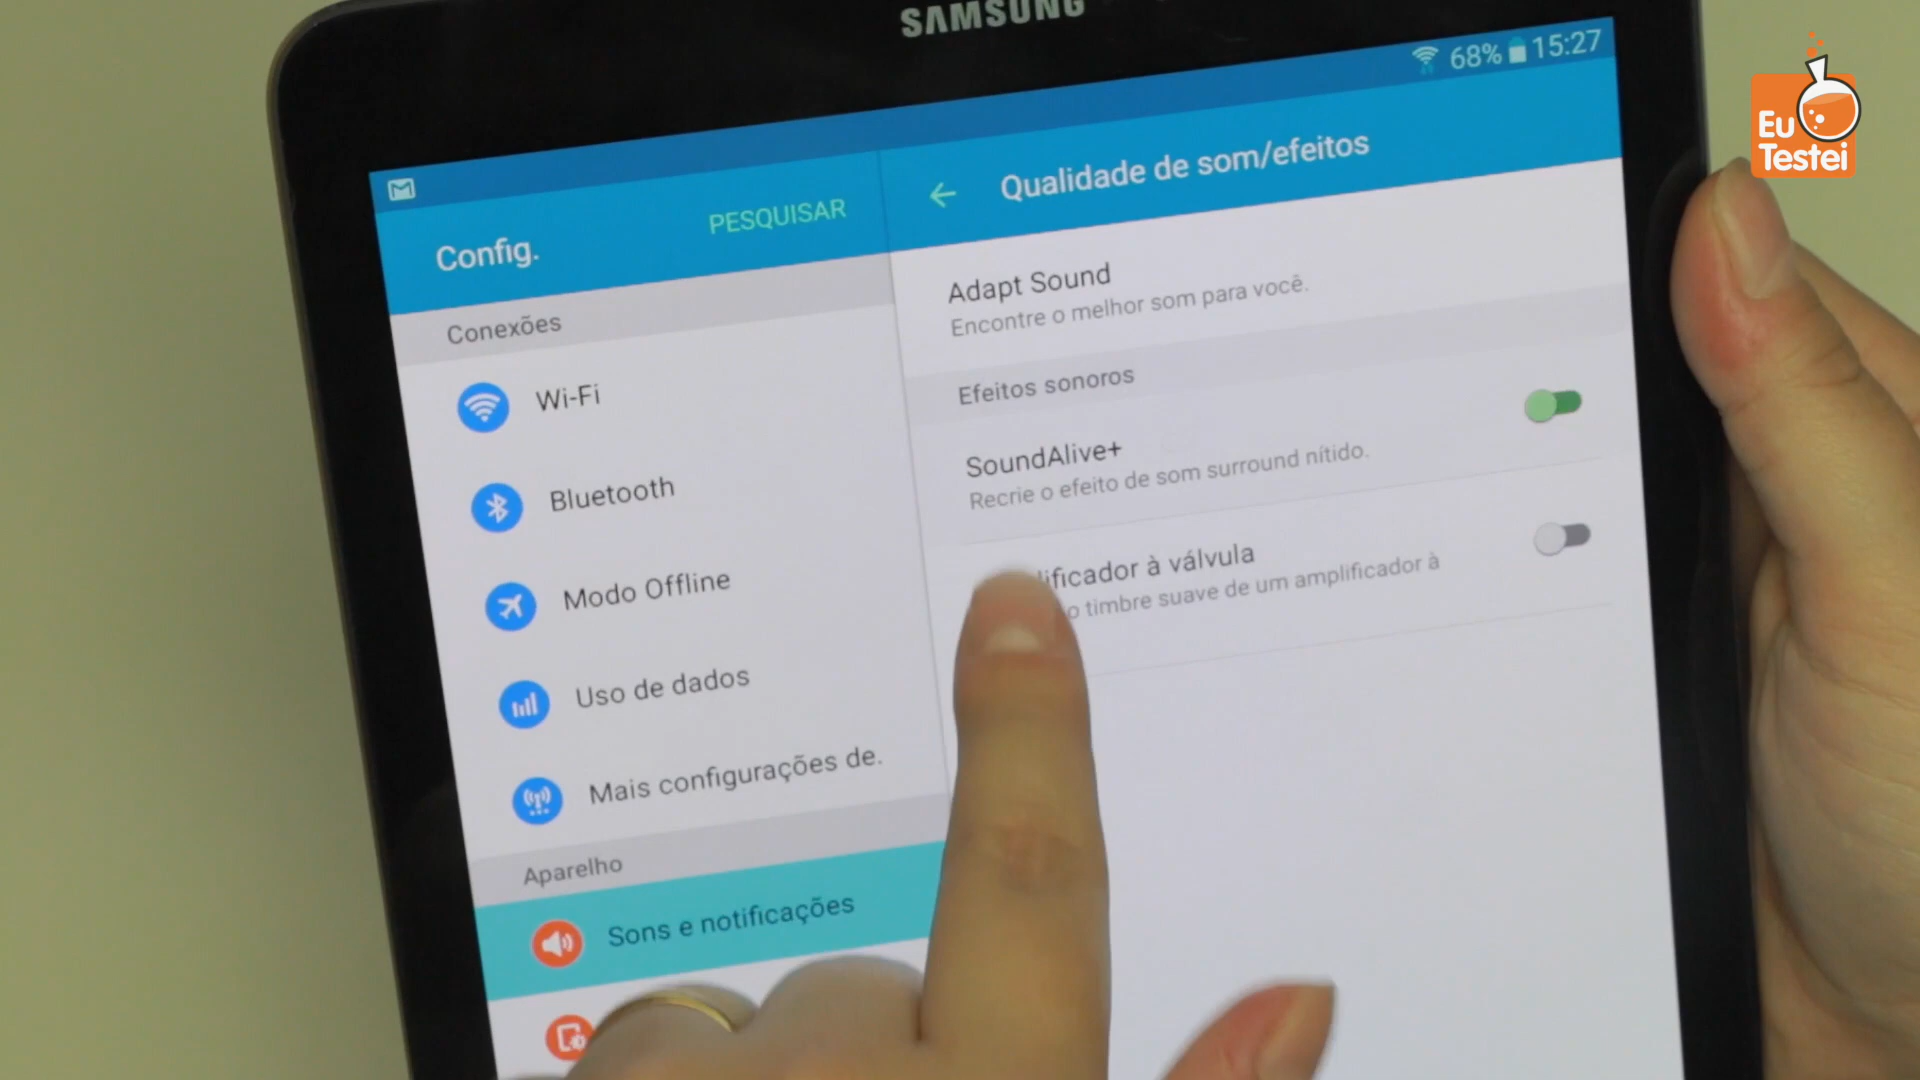 SAMSUNG
68% 15:27
Eu
Testei
Config.
PESQUISAR
Qualidade de som/efeitos
Conexões
Wi-Fi
Bluetooth
Modo Offline
Uso de dados
Mais configurações de.
Aparelho
Sons e notificações
Adapt Sound
Encontre o melhor som para você.
Efeitos sonoros
SoundAlive+
Recrie o efeito de som surround nítido.
à válvula
o timbre suave de um amplificador à